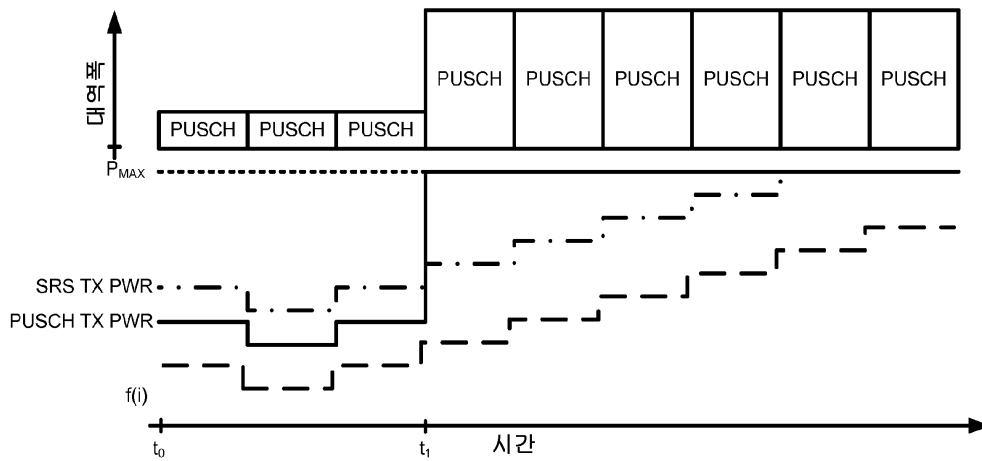 대역폭
PUSCH PUSCH PUSCH PUSCH PUSCH PUSCH
PUSCH PUSCH PUSCH
PMAX
SRS TX PWR
PUSCH TX PWR
f(i)
t0 t1 시간